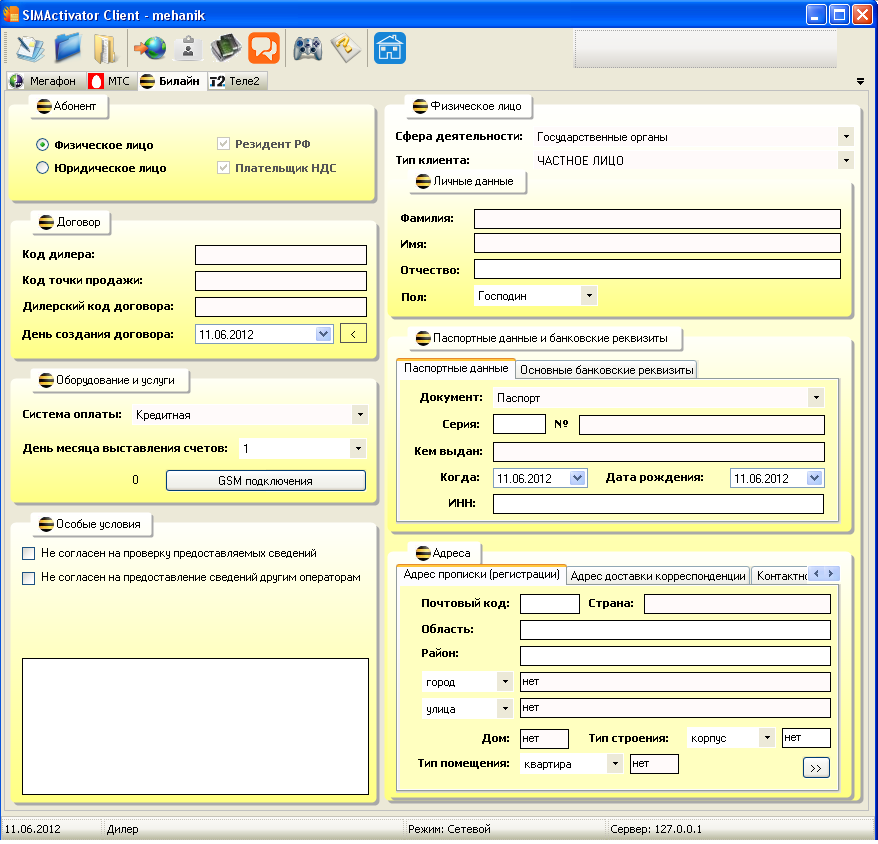 SIMActivator Client - mehanik
Мегафон МТС Билайн T2 Теле2
Абонент
Физическое лицо Резидент РФ
Юридическое лицо Плательщик НДС
Договор
Код дилера:
Код точки продажи:
Дилерский код договора:
День создания договора: 11.06.2012 <
Оборудование и услуги
Система оплаты: Кредитная
День месяца выставления счетов: 1
0 GSM подключения
Особые условия
Не согласен на проверку предоставляемых сведений
Не согласен на предоставление сведений другим операторам
Физическое лицо
Сфера деятельности: Государственные органы
Тип клиента: ЧАСТНОЕ ЛИЦО
Личные данные
Фамилия:
Имя:
Отчество:
Пол: Господин
Паспортные данные и банковские реквизиты
Паспортные данные Основные банковские реквизиты
Документ: Паспорт
Серия: №
Кем выдан:
Когда: 11.06.2012 Дата рождения: 11.06.2012
ИНН:
Адреса
Адрес прописки (регистрации) Адрес доставки корреспонденции Контактно
Почтовый код: Страна:
Область:
Район:
город нет
улица нет
Дом: нет Тип строения: корпус нет
Тип помещения: квартира нет >>
11.06.2012 Дилер Режим: Сетевой Сервер: 127.0.0.1